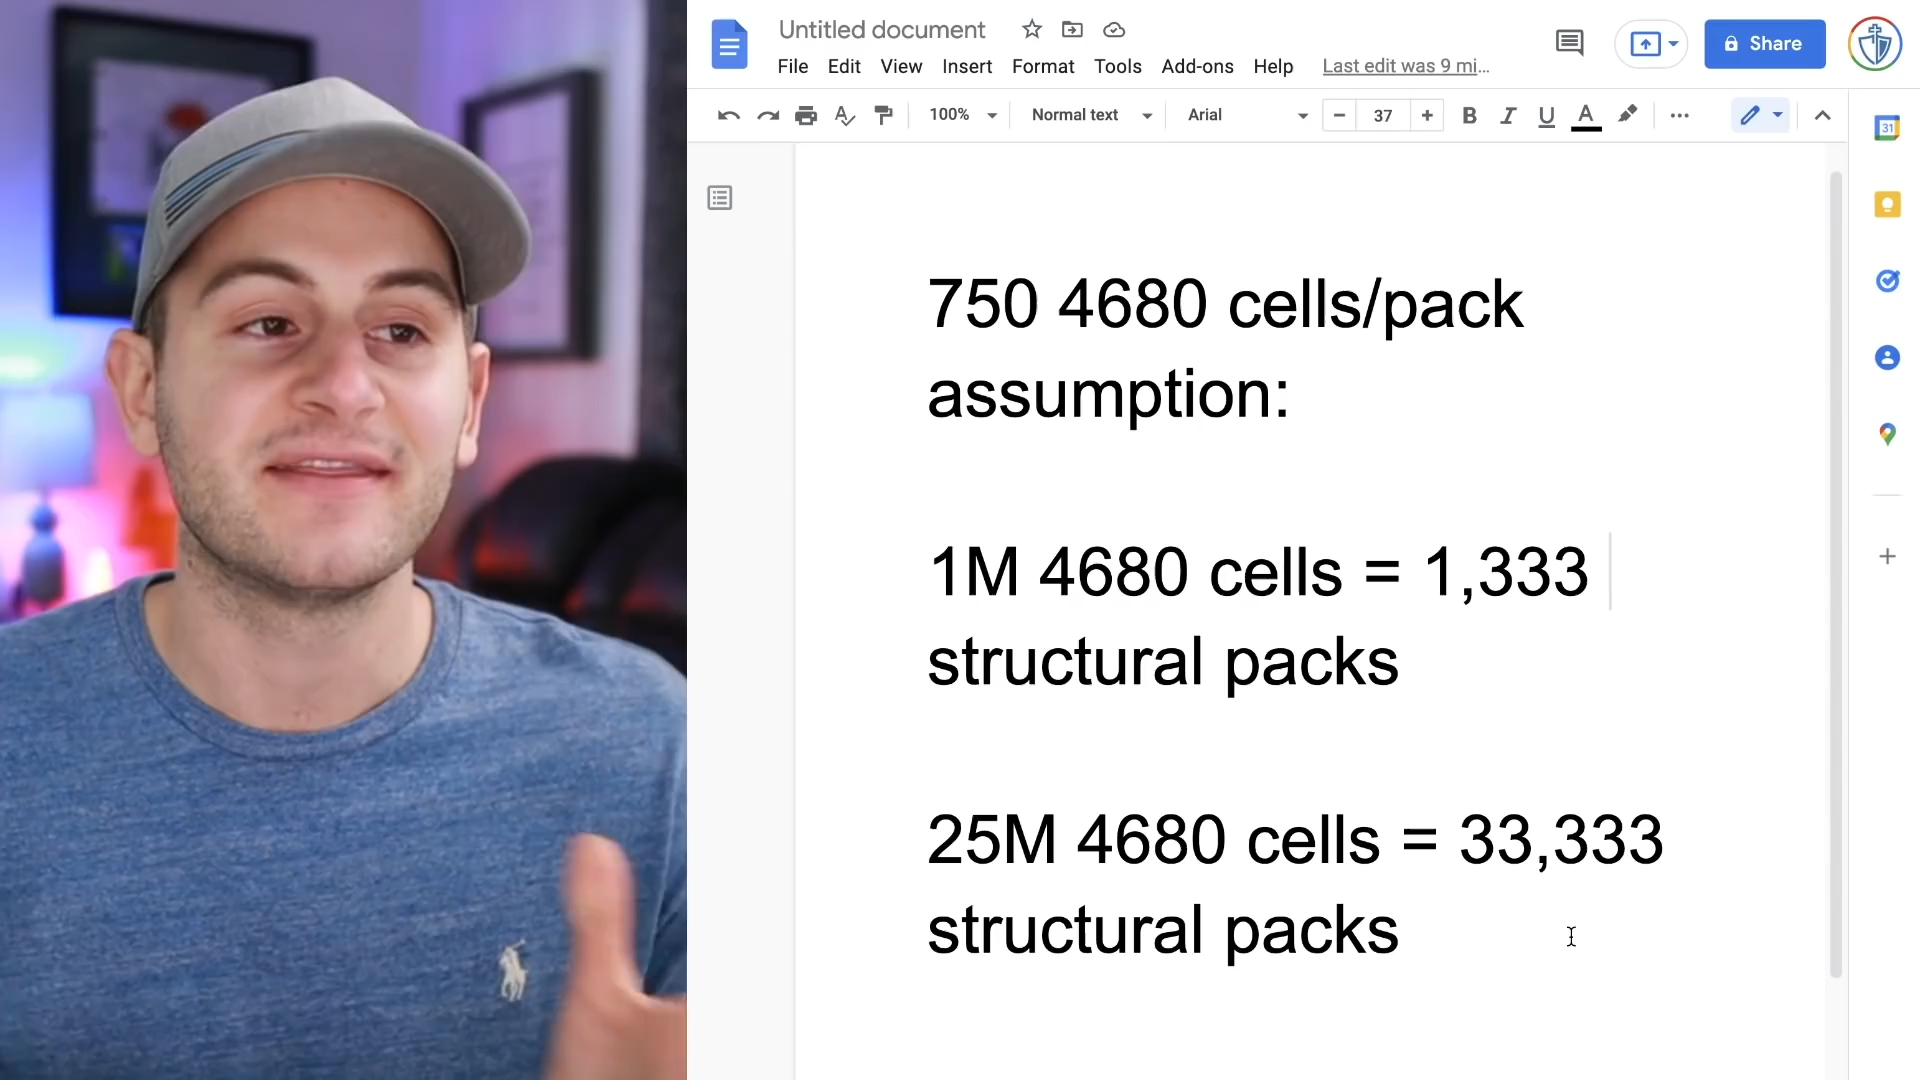 Untitled document
File Edit View Insert Format Tools Add-ons Help Last edit was 9 mi...
Share
100% Normal text Arial − 37 + B I U A
31
750 4680 cells/pack
assumption:
1M 4680 cells = 1,333
structural packs
25M 4680 cells = 33,333
structural packs